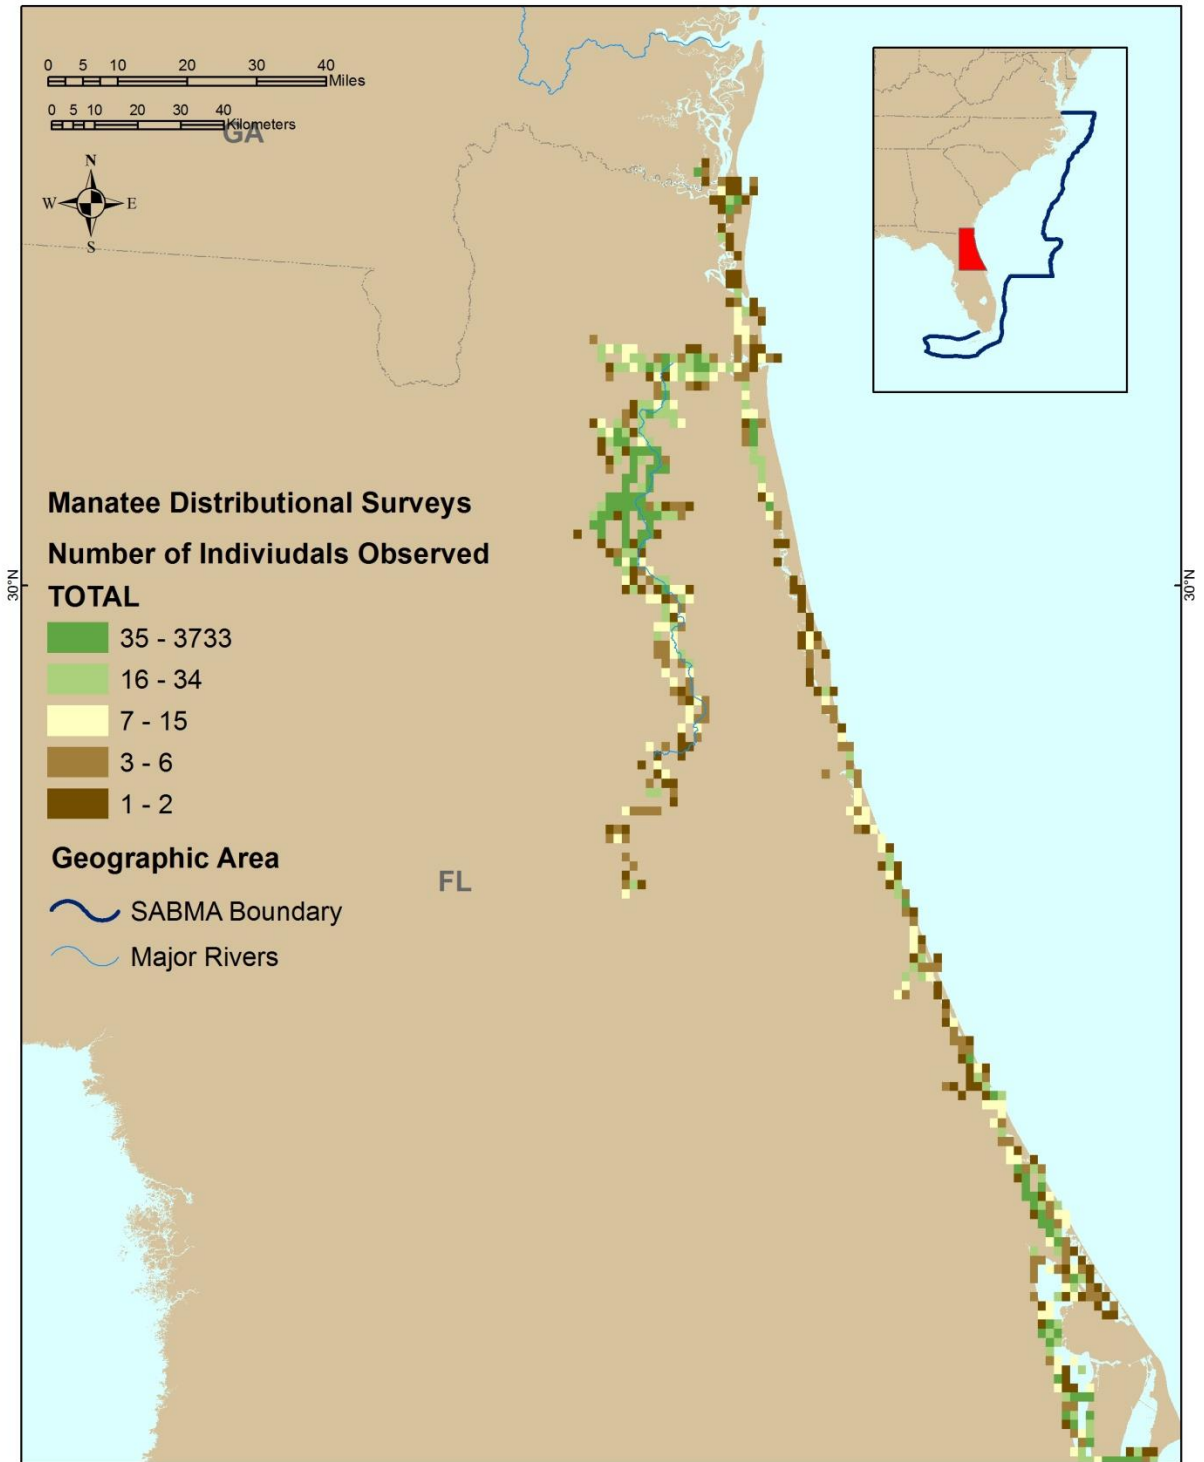 0 5 10 20 30 40
Miles
0 5 10 20 30 40
Kilometers
GA
N
W E
S
Manatee Distributional Surveys
Number of Indiviudals Observed
TOTAL
35 - 3733
16 - 34
7 - 15
3 - 6
1 - 2
Geographic Area
SABMA Boundary
Major Rivers
FL
30°N
30°N